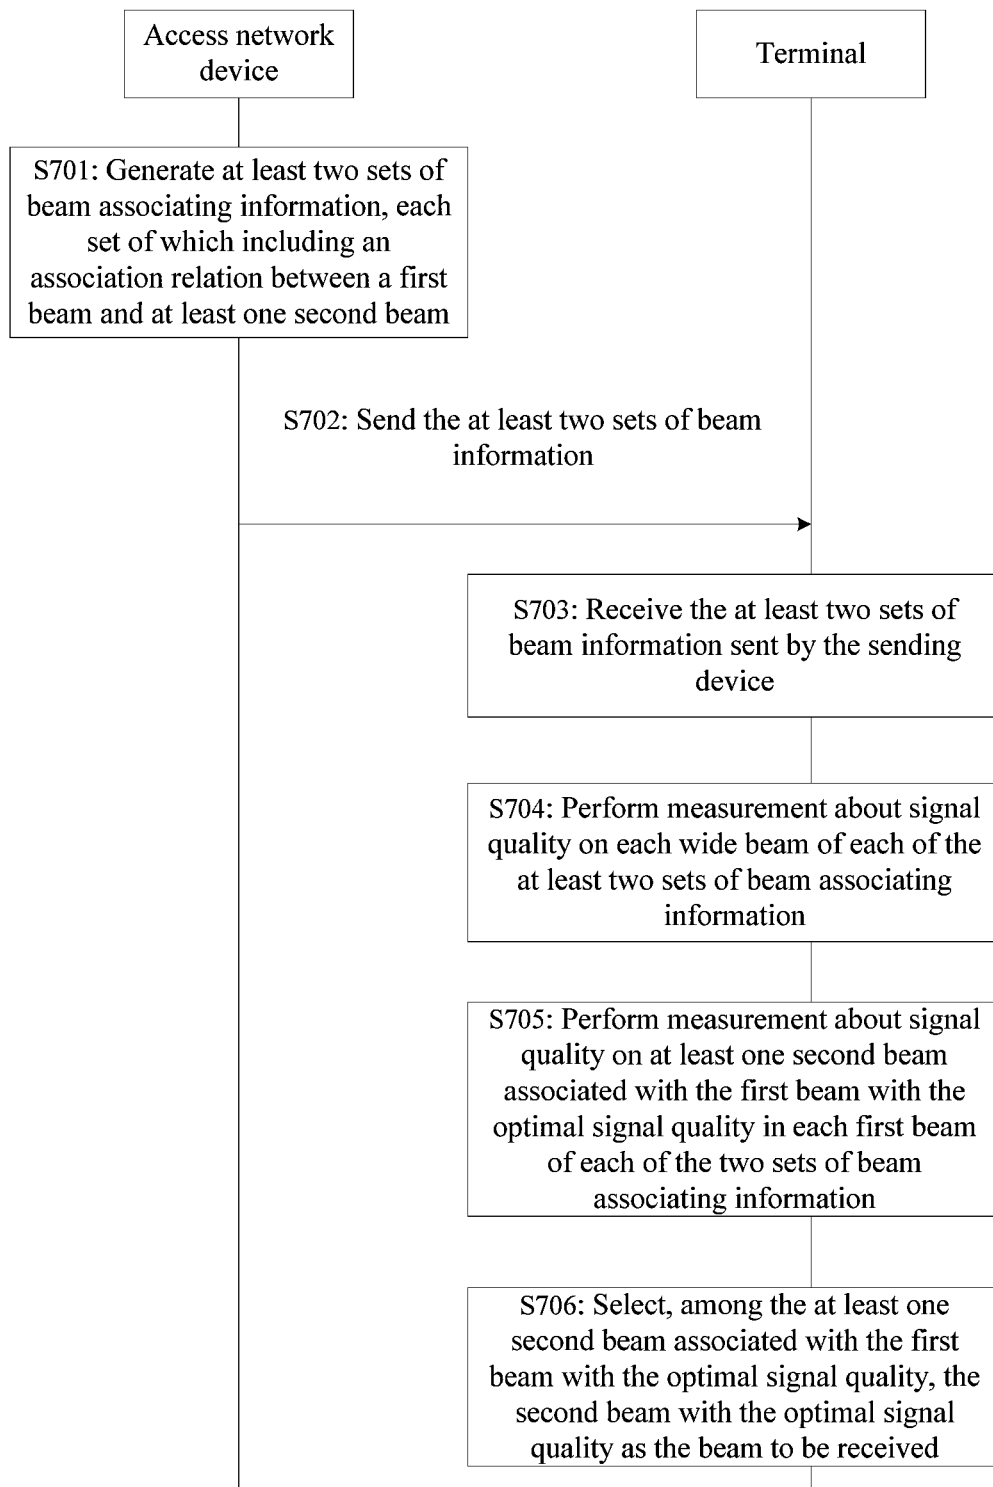 Access network
device
Terminal
S701: Generate at least two sets of
beam associating information, each
set of which including an
association relation between a first
beam and at least one second beam
S702: Send the at least two sets of beam
information
S703: Receive the at least two sets of
beam information sent by the sending
device
S704: Perform measurement about signal
quality on each wide beam of each of the
at least two sets of beam associating
information
S705: Perform measurement about signal
quality on at least one second beam
associated with the first beam with the
optimal signal quality in each first beam
of each of the two sets of beam
associating information
S706: Select, among the at least one
second beam associated with the first
beam with the optimal signal quality, the
second beam with the optimal signal
quality as the beam to be received